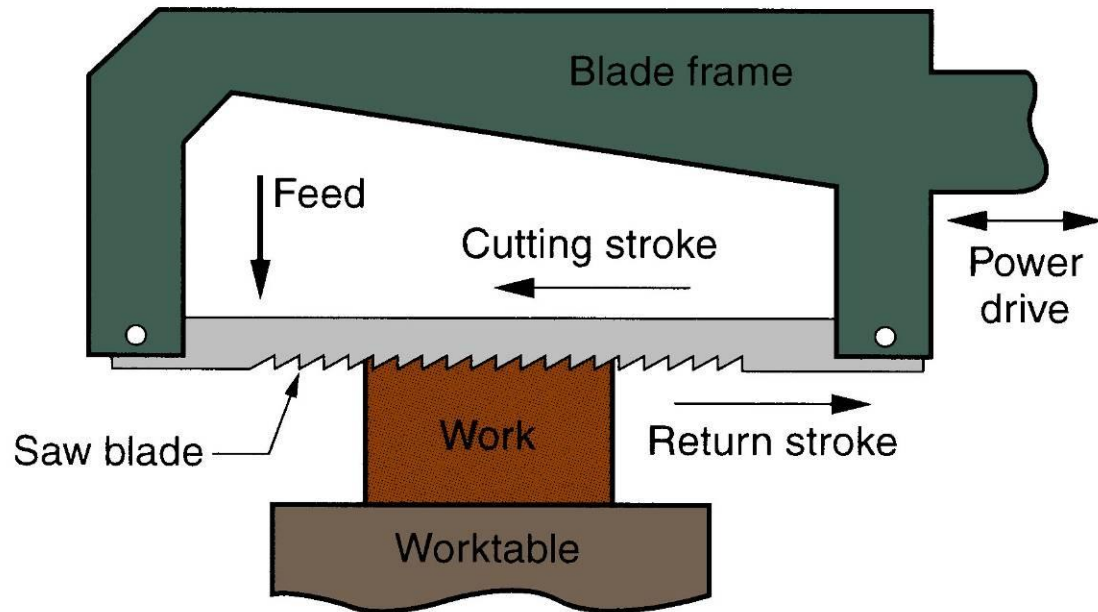 Blade frame
Feed
Cutting stroke
Power
drive
Saw blade
Work
Return stroke
Worktable